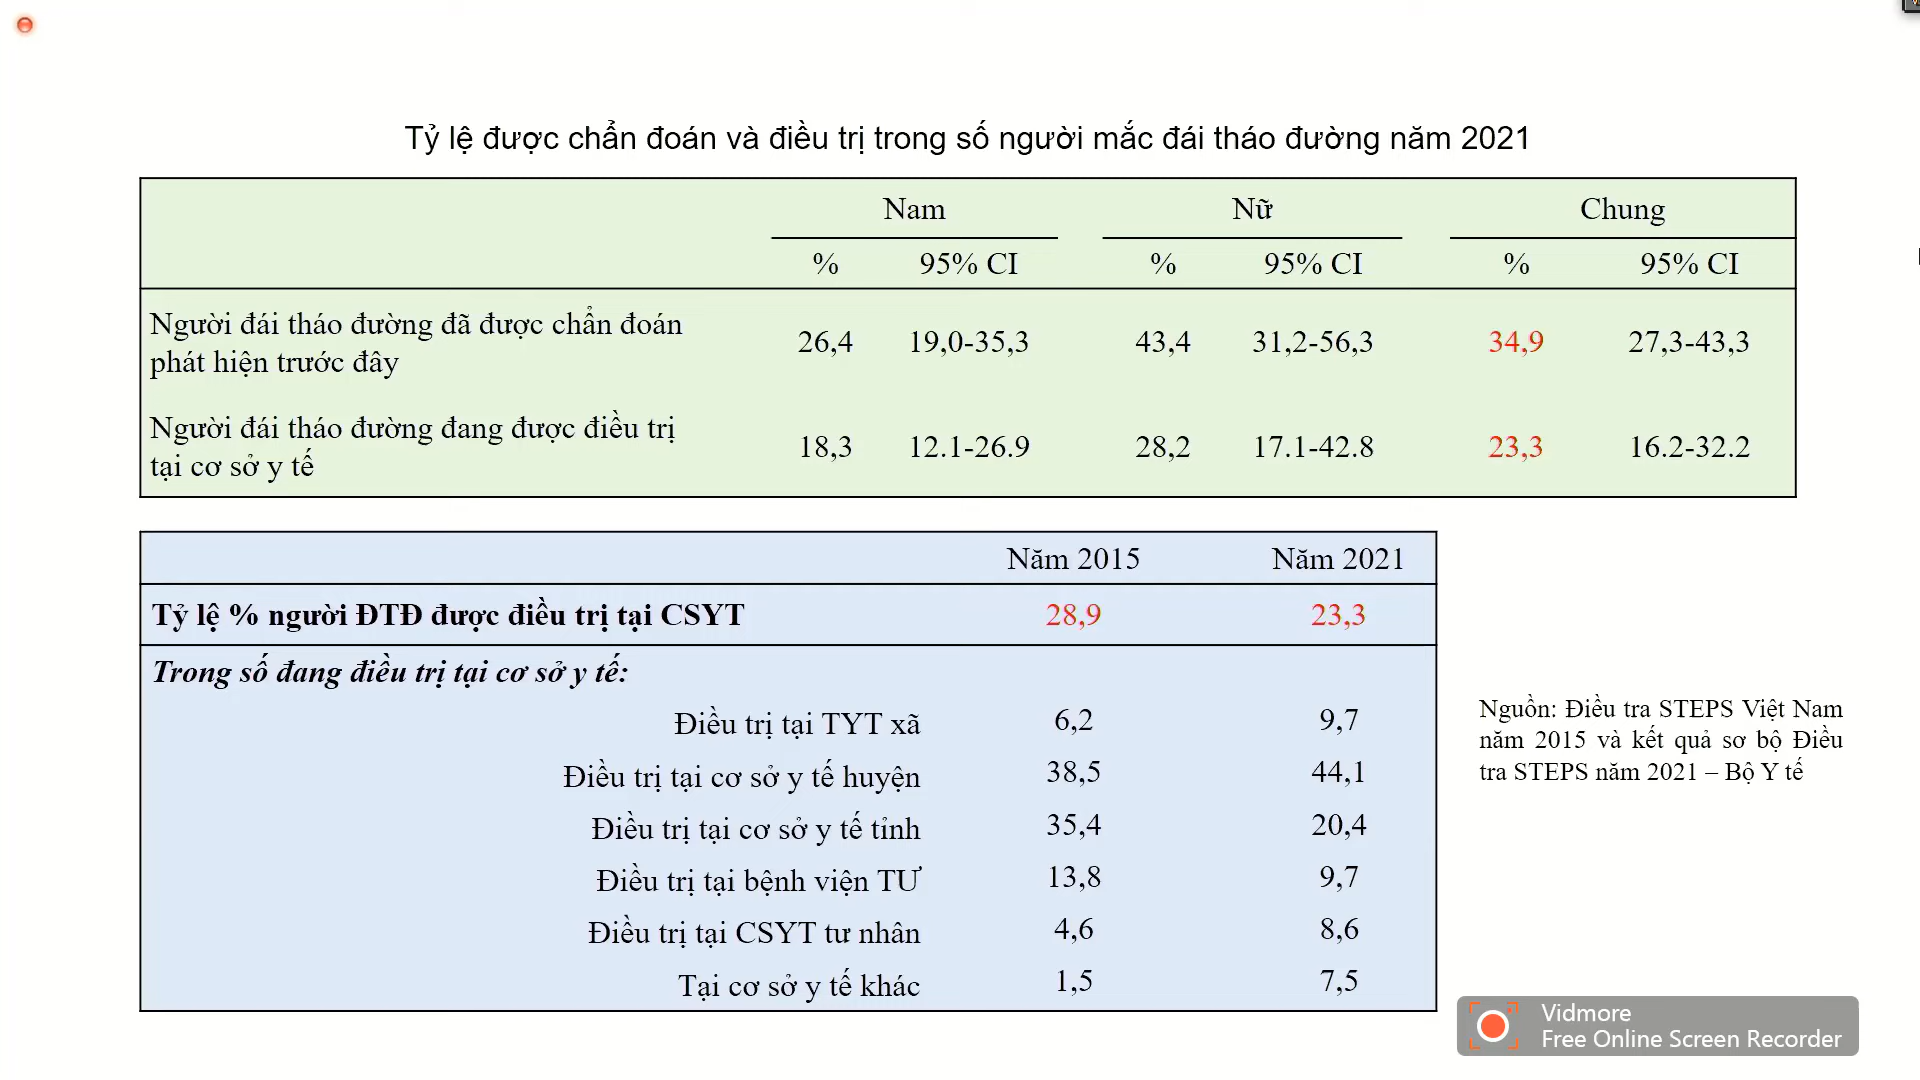 Tỷ lệ được chẩn đoán và điều trị trong số người mắc đái tháo đường năm 2021
Nam Nữ Chung
% 95% CI % 95% CI % 95% CI
Người đái tháo đường đã được chẩn đoán
phát hiện trước đây
26,4 19,0-35,3 43,4 31,2-56,3 34,9 27,3-43,3
Người đái tháo đường đang được điều trị
tại cơ sở y tế
18,3 12.1-26.9 28,2 17.1-42.8 23,3 16.2-32.2
Năm 2015 Năm 2021
Tỷ lệ % người ĐTĐ được điều trị tại CSYT 28,9 23,3
Trong số đang điều trị tại cơ sở y tế:
Điều trị tại TYT xã 6,2 9,7
Điều trị tại cơ sở y tế huyện 38,5 44,1
Điều trị tại cơ sở y tế tỉnh 35,4 20,4
Điều trị tại bệnh viện TƯ 13,8 9,7
Điều trị tại CSYT tư nhân 4,6 8,6
Tại cơ sở y tế khác 1,5 7,5
Nguồn: Điều tra STEPS Việt Nam
năm 2015 và kết quả sơ bộ Điều
tra STEPS năm 2021 – Bộ Y tế
Vidmore
Free Online Screen Recorder